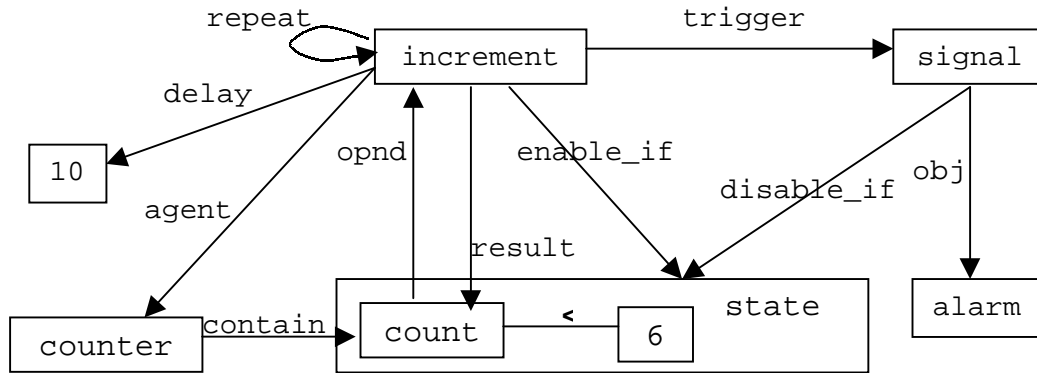 repeat
trigger
increment
signal
delay
10
opnd
enable_if
disable_if
obj
agent
result
state
alarm
counter
contain
count
<
6